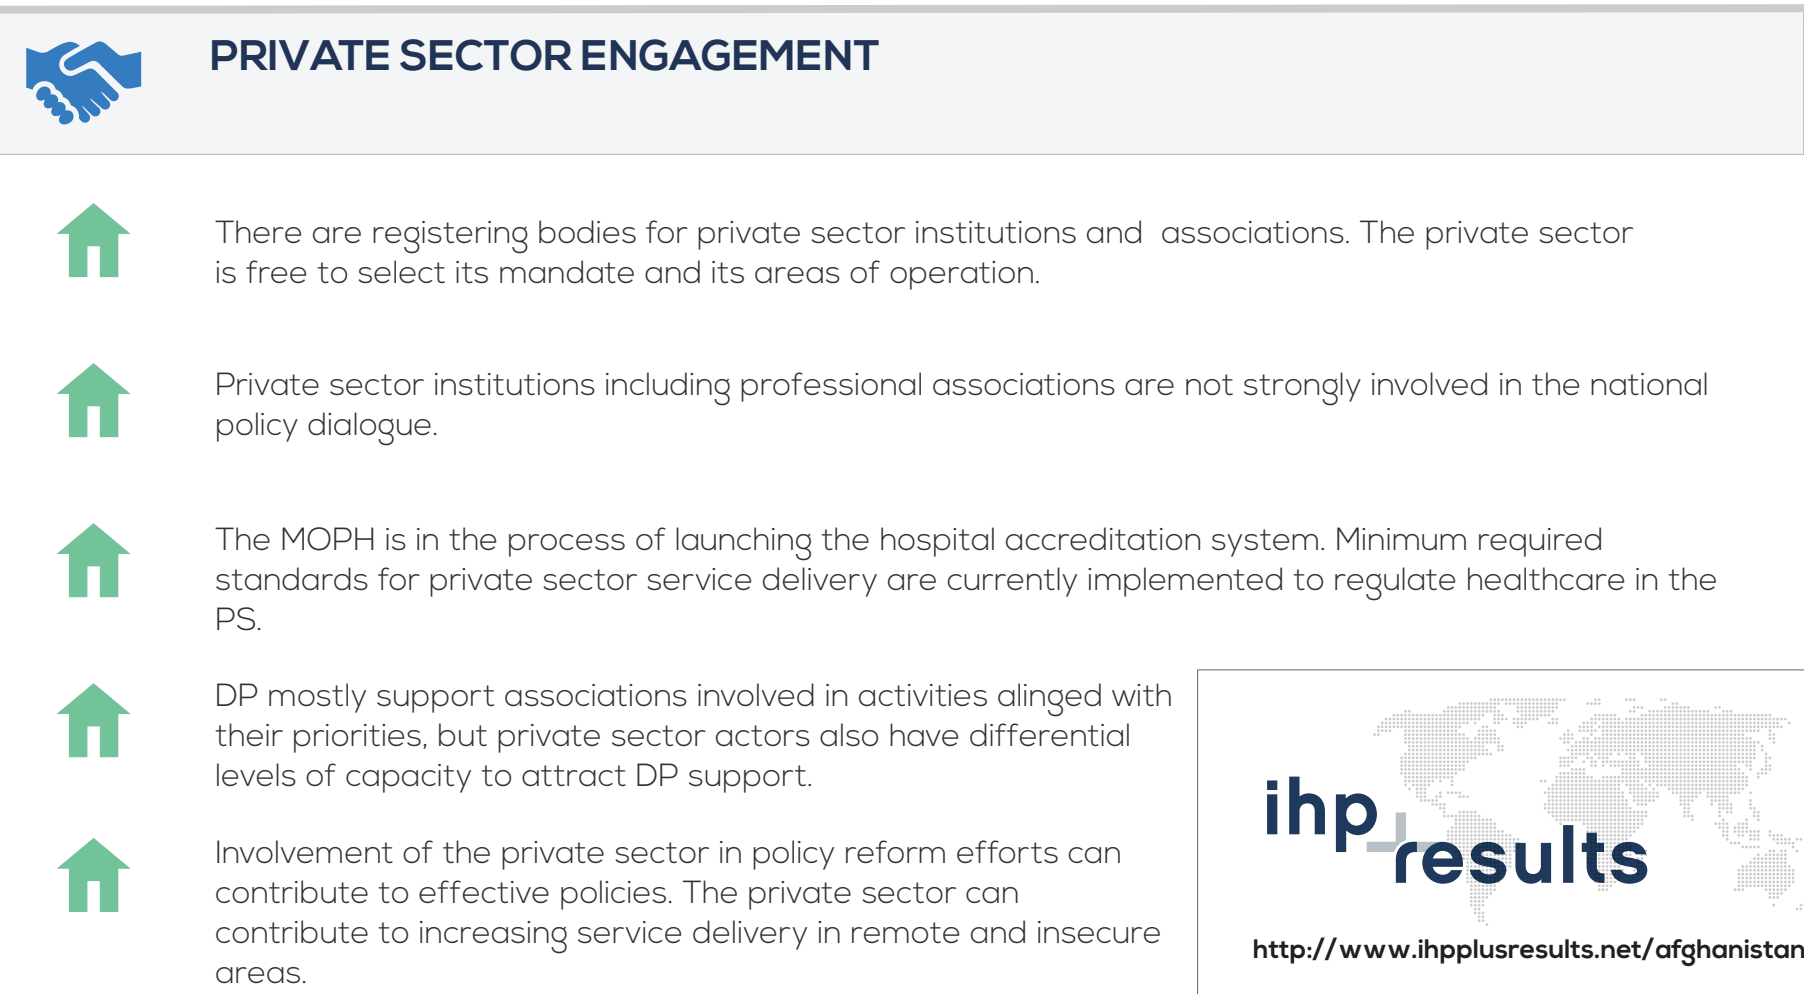 PRIVATE SECTOR ENGAGEMENT
There are registering bodies for private sector institutions and  associations. The private sector
is free to select its mandate and its areas of operation.
Private sector institutions including professional associations are not strongly involved in the national
policy dialogue.
The MOPH is in the process of launching the hospital accreditation system. Minimum required
standards for private sector service delivery are currently implemented to regulate healthcare in the
PS.
DP mostly support associations involved in activities alinged with
their priorities, but private sector actors also have differential
levels of capacity to attract DP support.
Involvement of the private sector in policy reform efforts can
contribute to effective policies. The private sector can
contribute to increasing service delivery in remote and insecure
areas.
ihp+
results
http://www.ihpplusresults.net/afghanistan